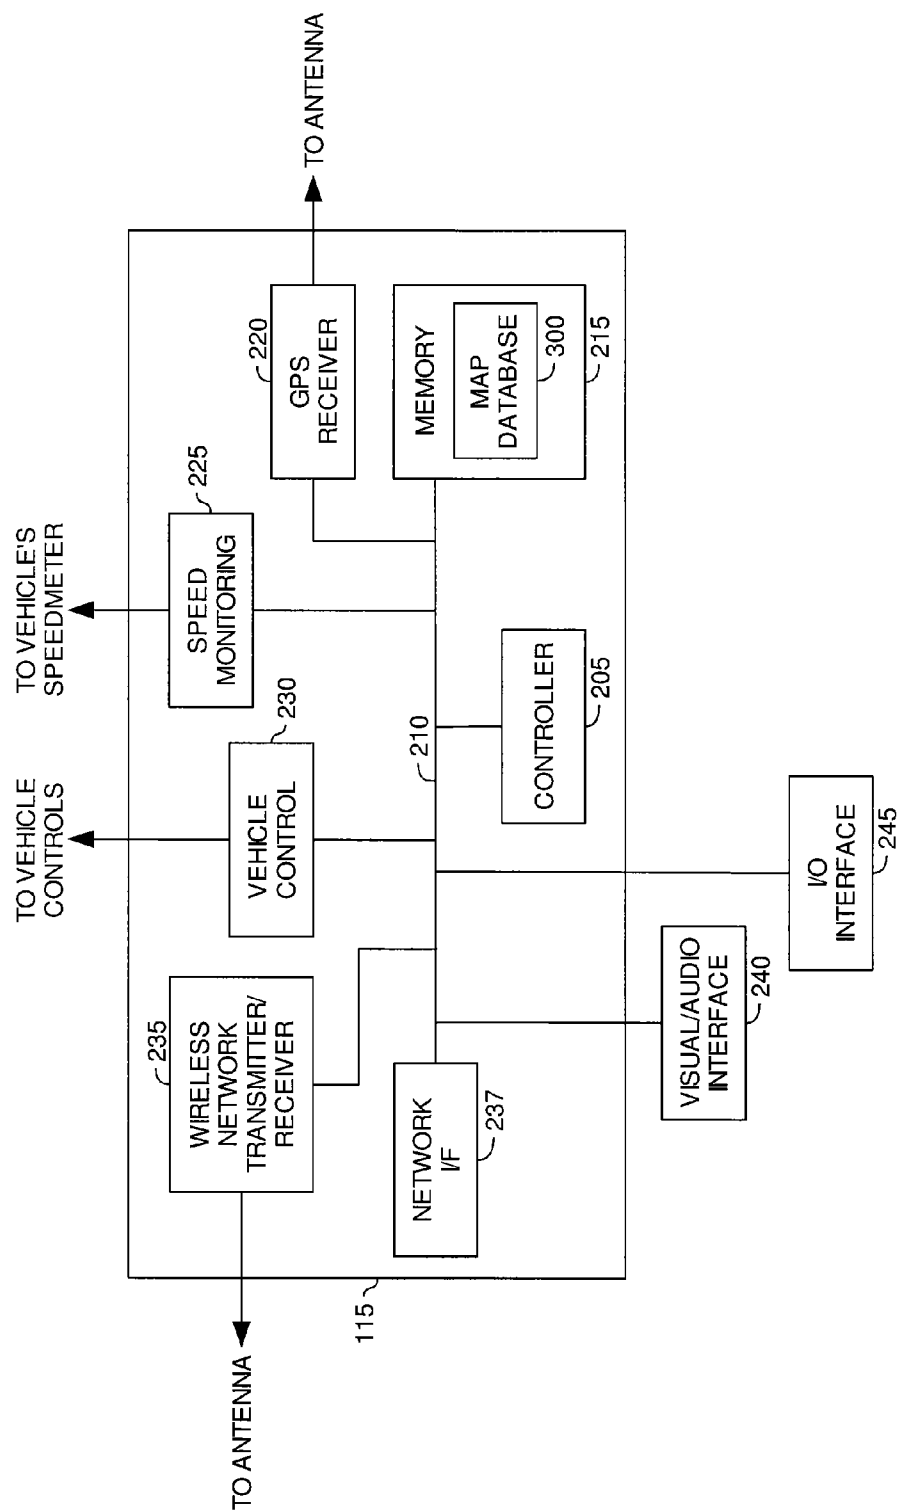 TO VEHICLE CONTROLS
TO VEHICLE'S
SPEEDMETER
TO ANTENNA
235
WIRELESS
NETWORK
TRANSMITTER/
RECEIVER
230
VEHICLE
CONTROL
225
SPEED
MONITORING
220
GPS
RECEIVER
TO ANTENNA
115
NETWORK
I/F
237
210
CONTROLLER
205
MEMORY
MAP
DATABASE
300
215
VISUAL/AUDIO
INTERFACE
240
I/O
INTERFACE
245